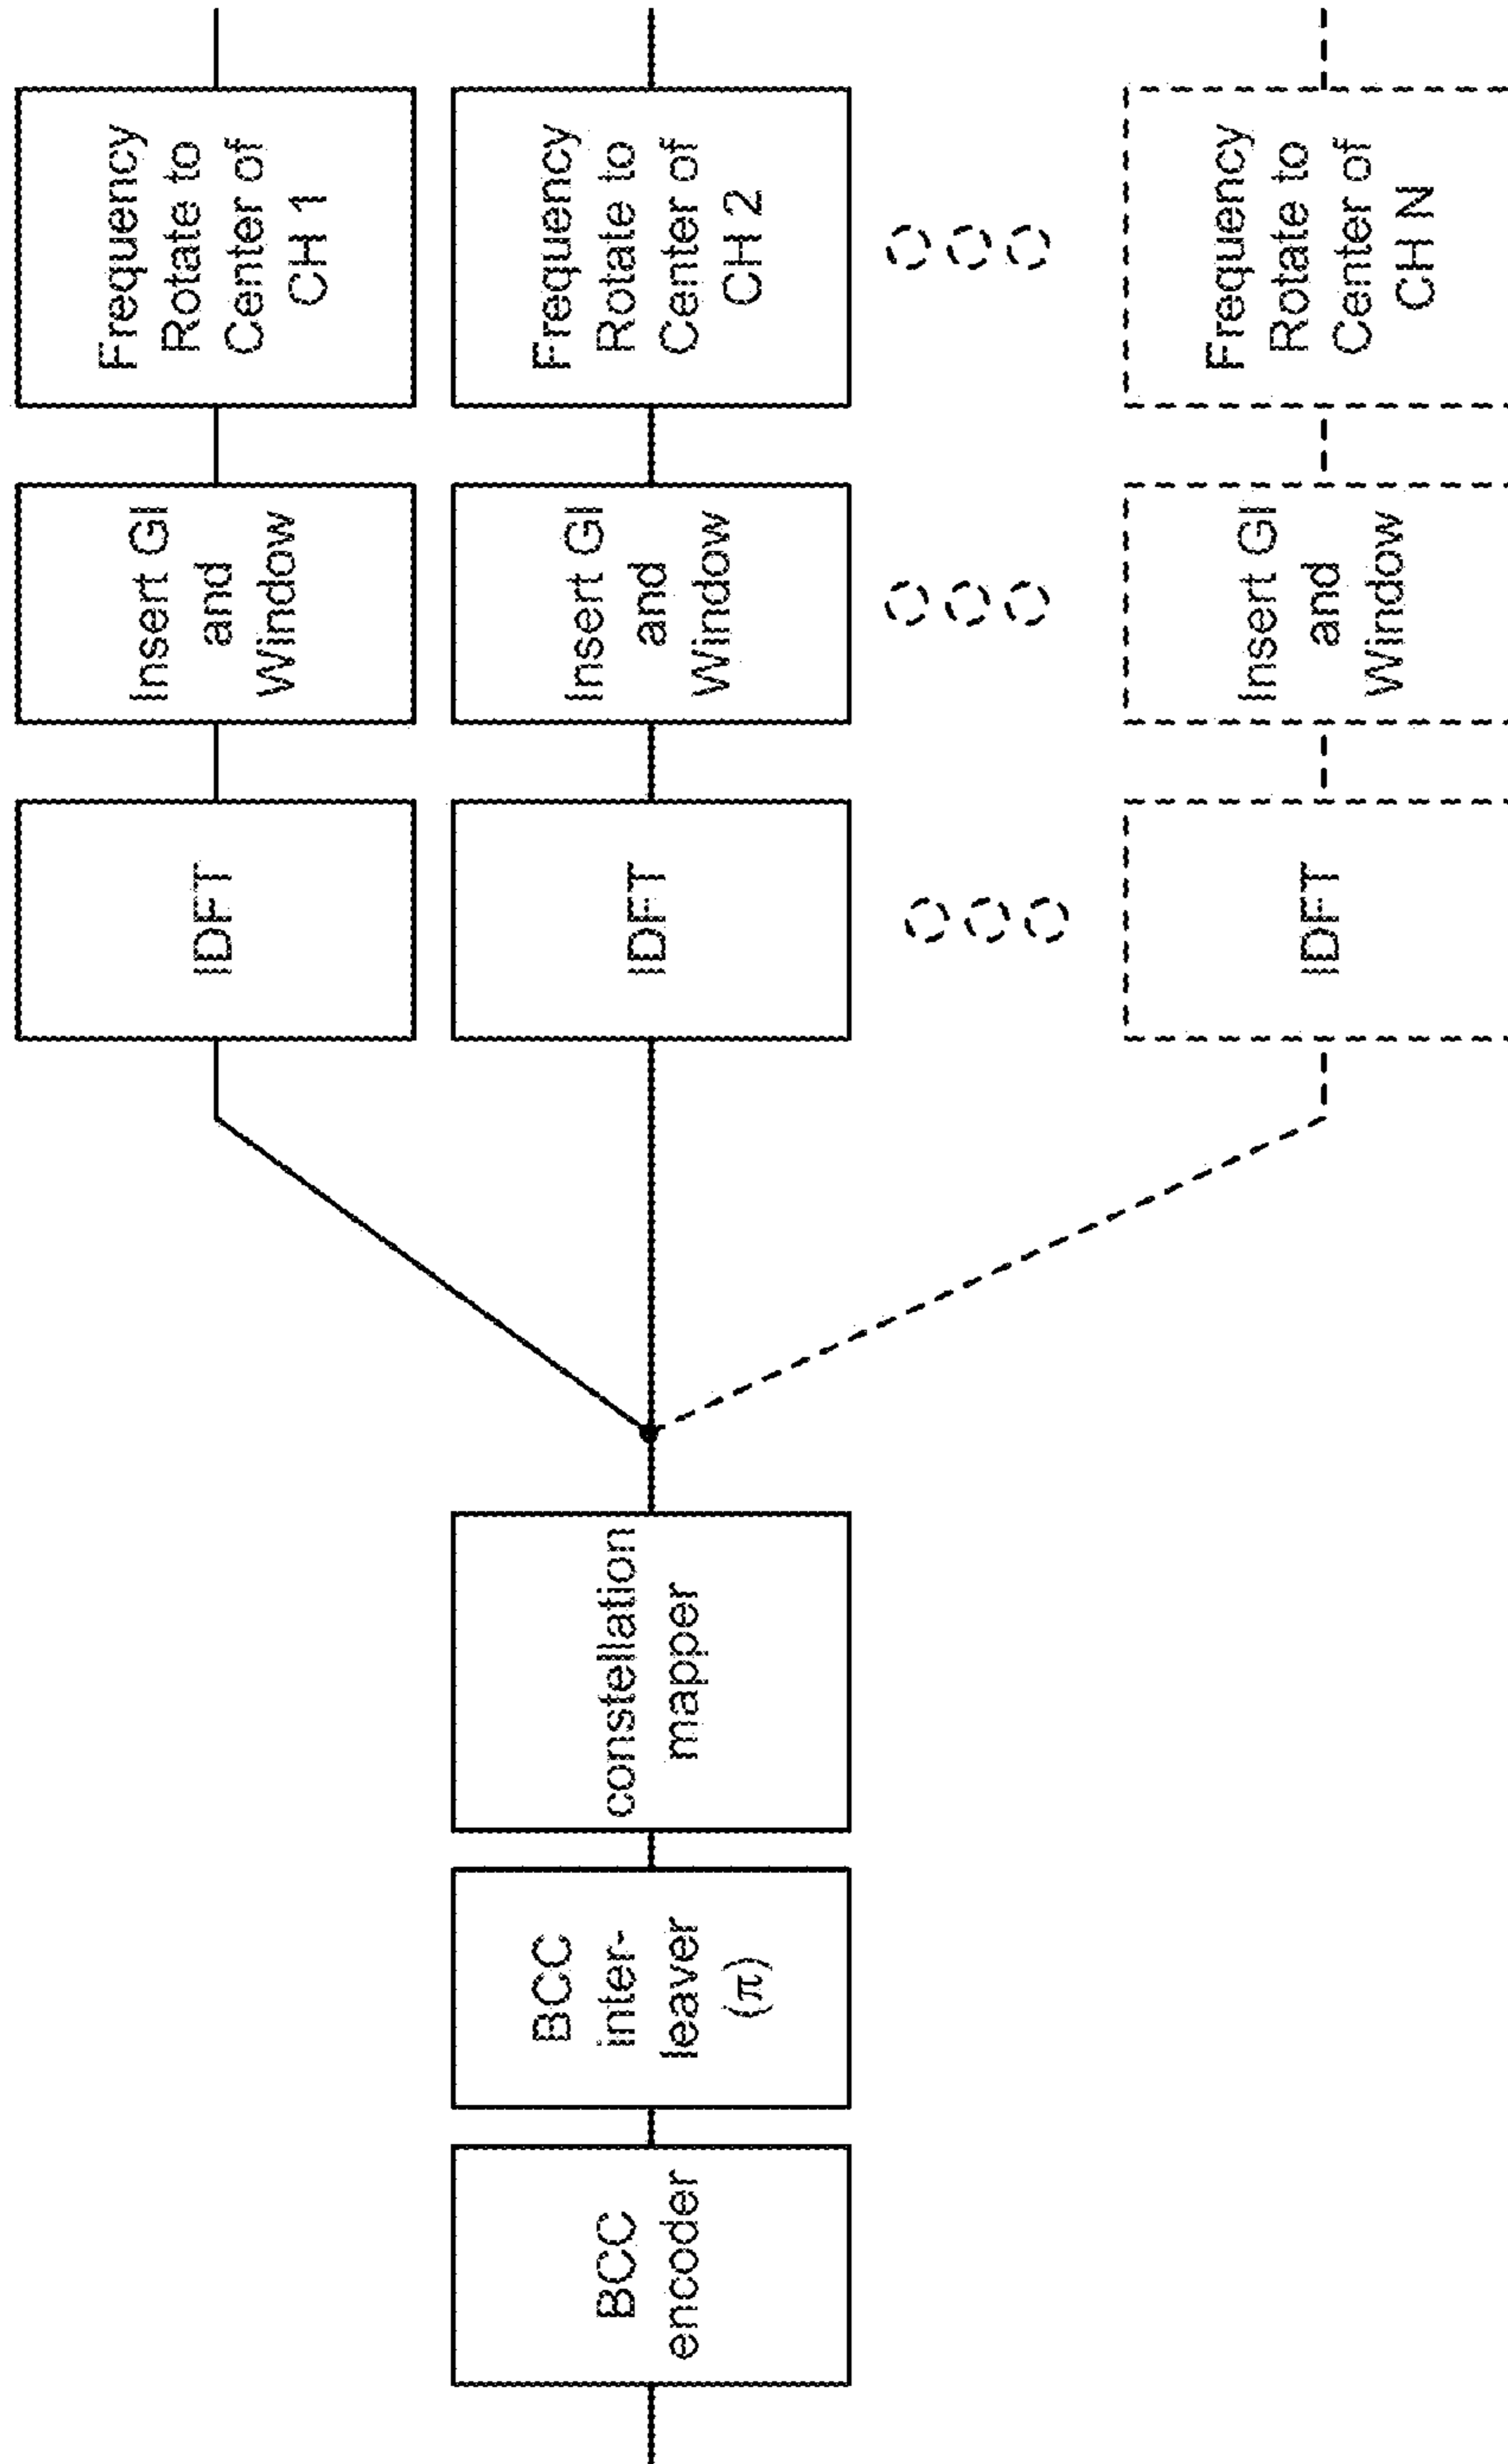 BCC
encoder
BCC
inter-
leaver
(π)
constellation
mapper
IDFT
Insert GI
and
Window
Frequency
Rotate to
Center of
CH 1
IDFT
Insert GI
and
Window
Frequency
Rotate to
Center of
CH 2
IDFT
Insert GI
and
Window
Frequency
Rotate to
Center of
CH N